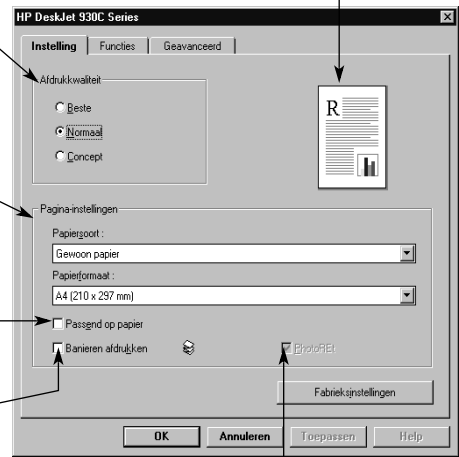 HP DeskJet 930C Series
Instelling Functies Geavanceerd
Afdrukkwaliteit
Beste
Normaal
Concept
R
Pagina-instellingen
Papiersoort :
Gewoon papier
Papierformaat :
A4 (210 x 297 mm)
Passend op papier
Banieren afdrukken PhotoREt
Fabrieksinstellingen
OK Annuleren Toepassen Help